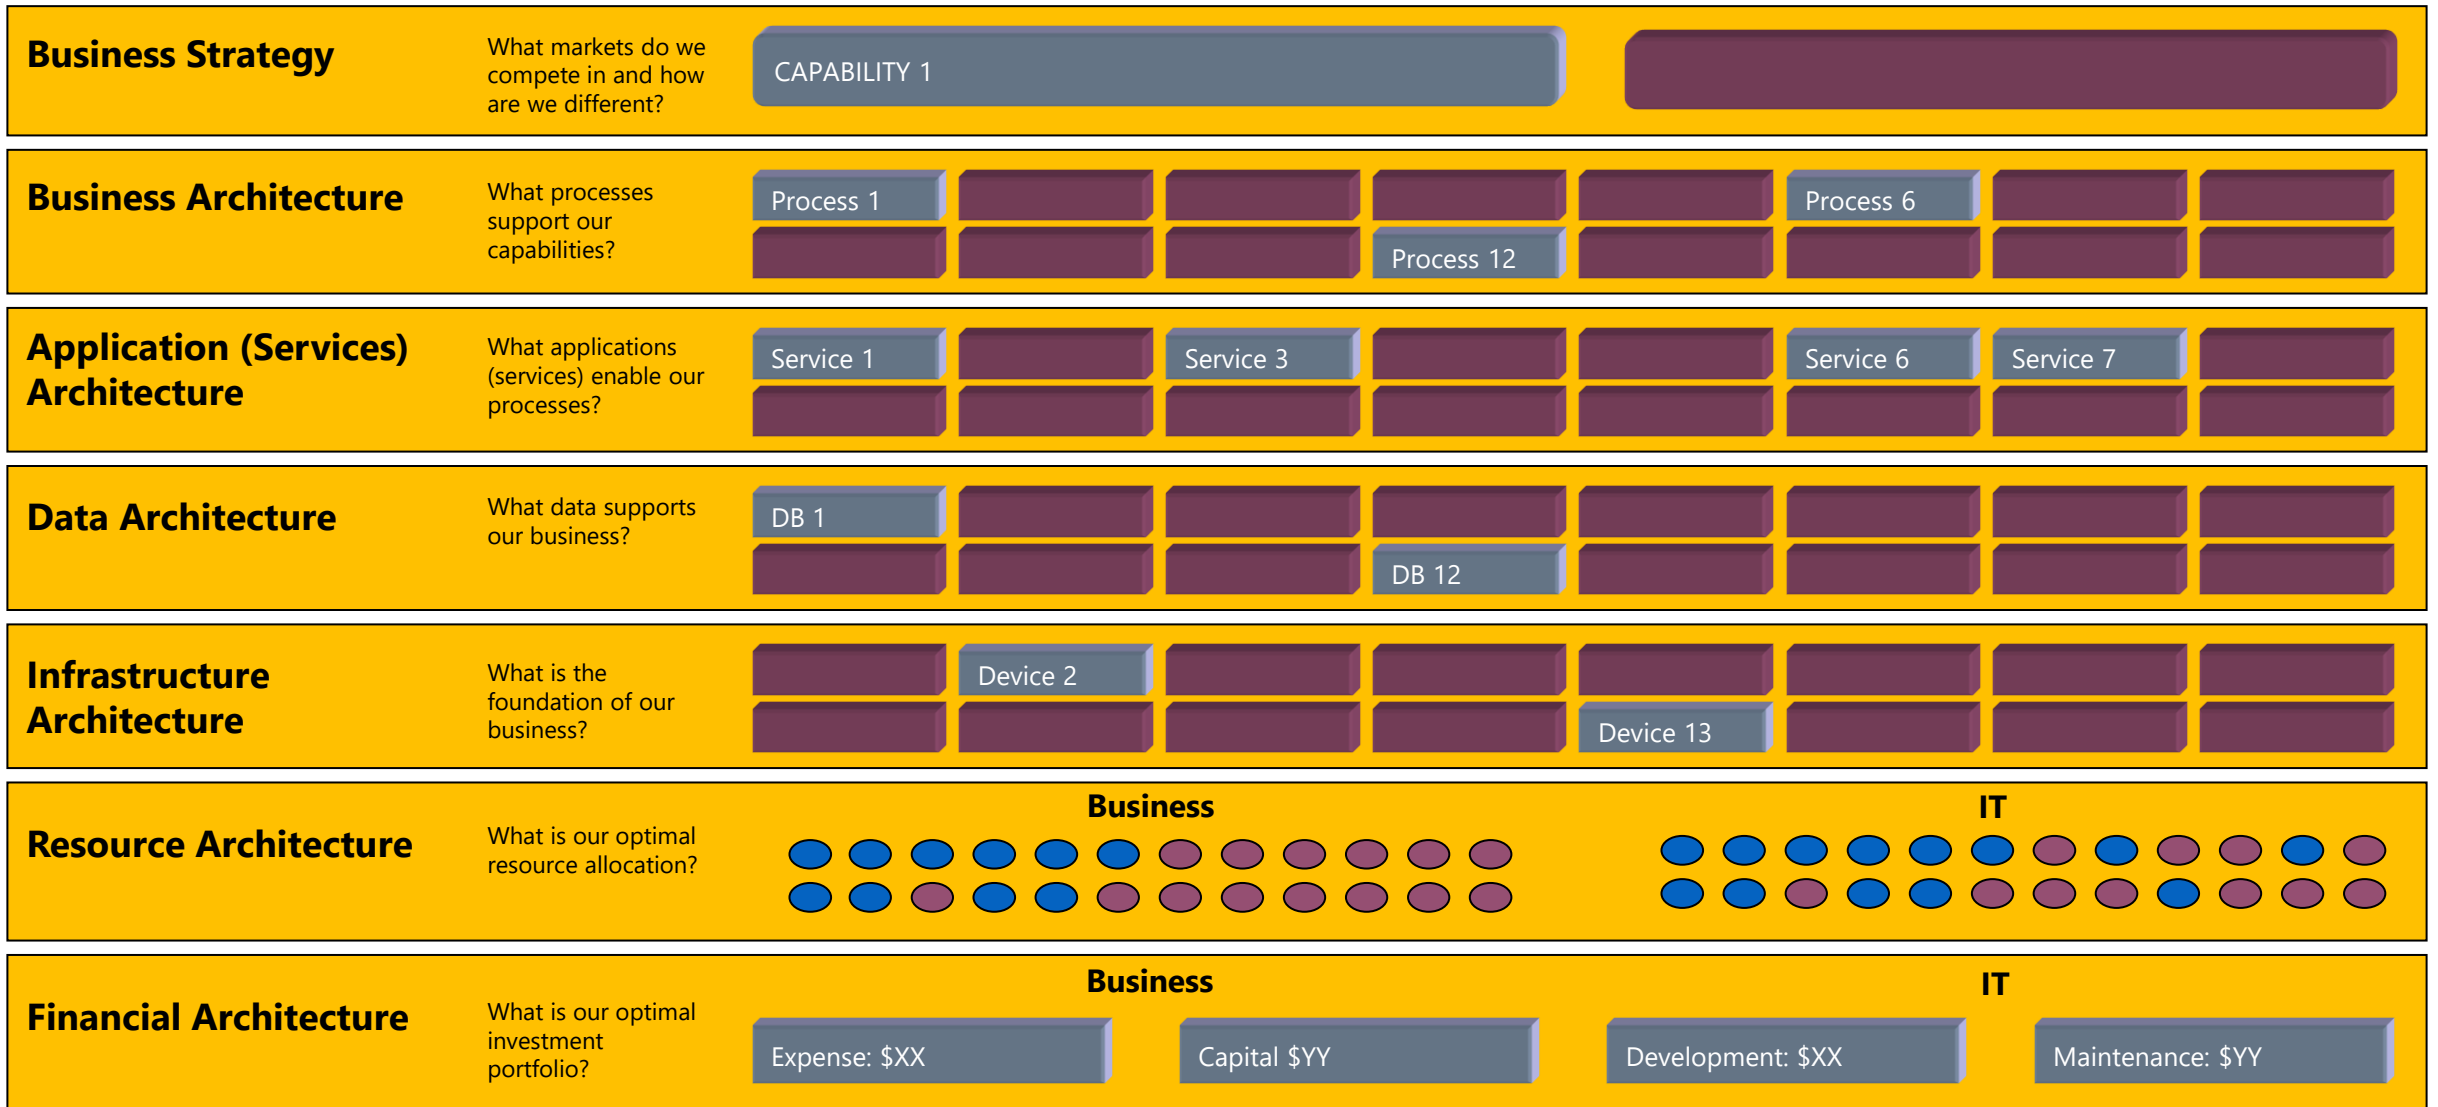 Business Strategy
What markets do we
compete in and how
are we different?
CAPABILITY 1
Business Architecture
What processes
support our
capabilities?
Process 1
Process 6
Process 12
Application (Services)
Architecture
What applications
(services) enable our
processes?
Service 1
Service 3
Service 6
Service 7
Data Architecture
What data supports
our business?
DB 1
DB 12
Infrastructure
Architecture
What is the
foundation of our
business?
Device 2
Device 13
Resource Architecture
What is our optimal
resource allocation?
Business
IT
Financial Architecture
What is our optimal
investment
portfolio?
Business
IT
Expense: $XX
Capital $YY
Development: $XX
Maintenance: $YY